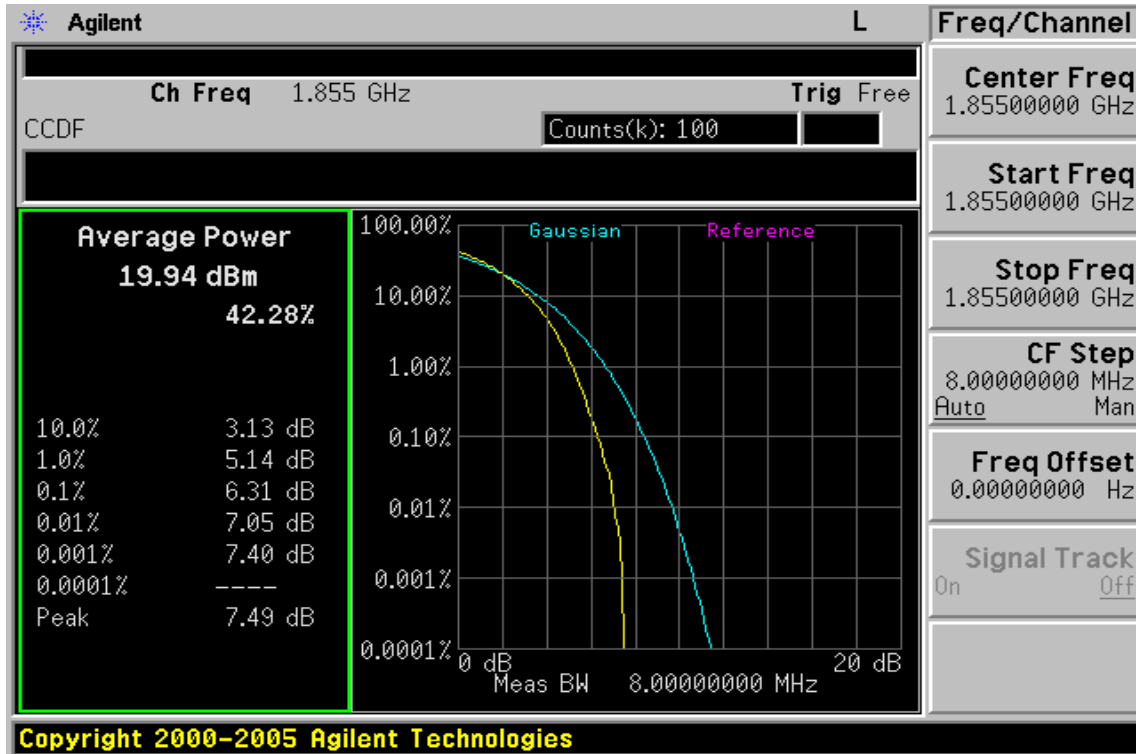 Agilent L
Freq/Channel
Ch Freq 1.855 GHz Trig Free
CCDF Counts(k): 100
Average Power
19.94 dBm
42.28%
10.0% 3.13 dB
1.0% 5.14 dB
0.1% 6.31 dB
0.01% 7.05 dB
0.001% 7.40 dB
0.0001% ----
Peak 7.49 dB
Gaussian Reference
100.00%
10.00%
1.00%
0.10%
0.01%
0.001%
0.0001%
0 dB 20 dB
Meas BW 8.00000000 MHz
Center Freq
1.85500000 GHz
Start Freq
1.85500000 GHz
Stop Freq
1.85500000 GHz
CF Step
8.00000000 MHz
Auto Man
Freq Offset
0.00000000 Hz
Signal Track
On Off
Copyright 2000-2005 Agilent Technologies